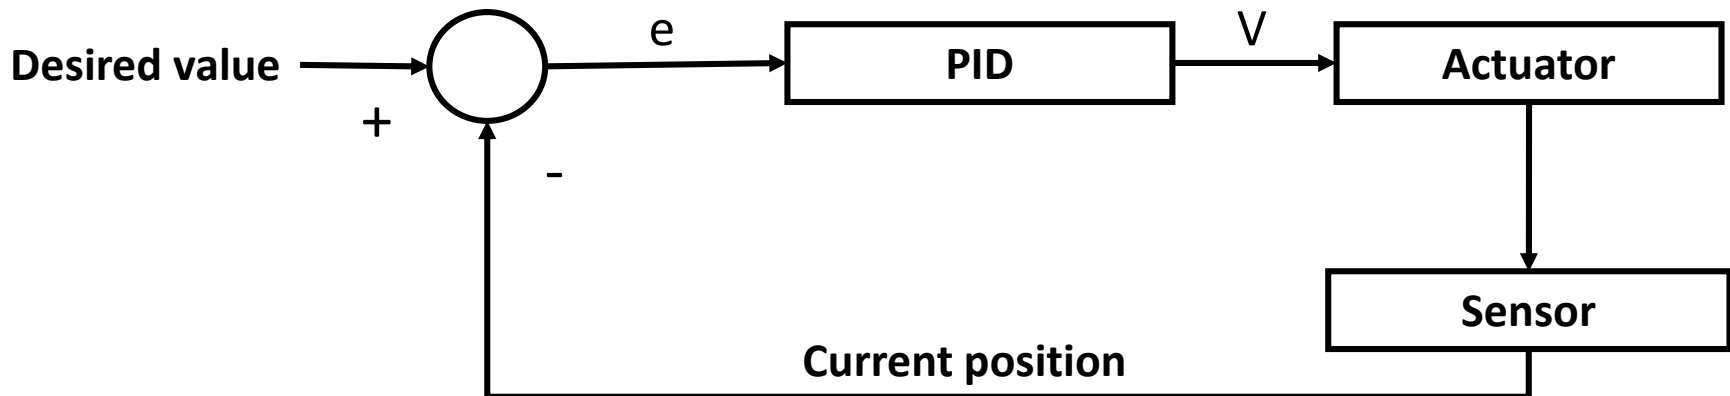 Desired value
+
-
e
PID
V
Actuator
Sensor
Current position